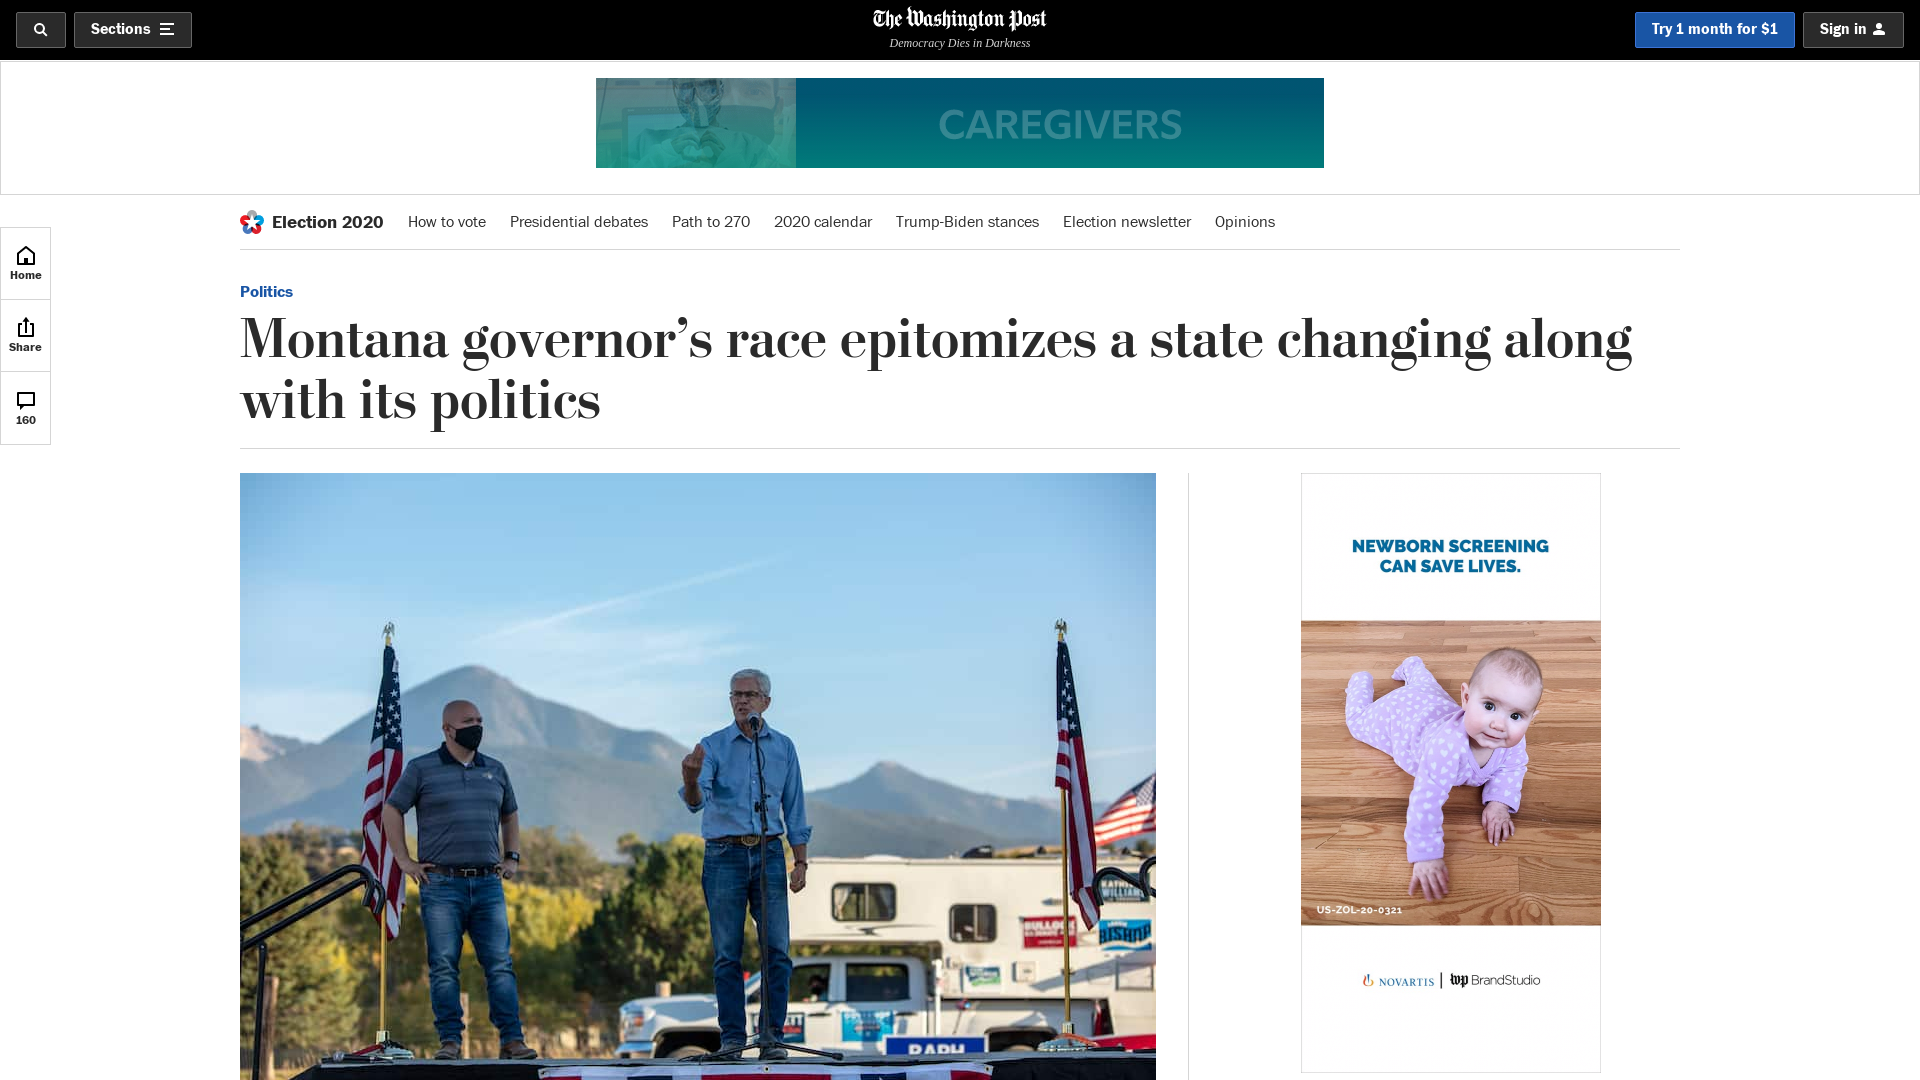 Sections
The Washington Post
Democracy Dies in Darkness
Try 1 month for $1
Sign in
CAREGIVERS
Election 2020
How to vote
Presidential debates
Path to 270
2020 calendar
Trump-Biden stances
Election newsletter
Opinions
Home
Share
160
Politics
Montana governor’s race epitomizes a state changing along
with its politics
NEWBORN SCREENING
CAN SAVE LIVES.
US-ZOL-20-0321
NOVARTIS | wp BrandStudio
BULLOCK
BISHOP
RAPH